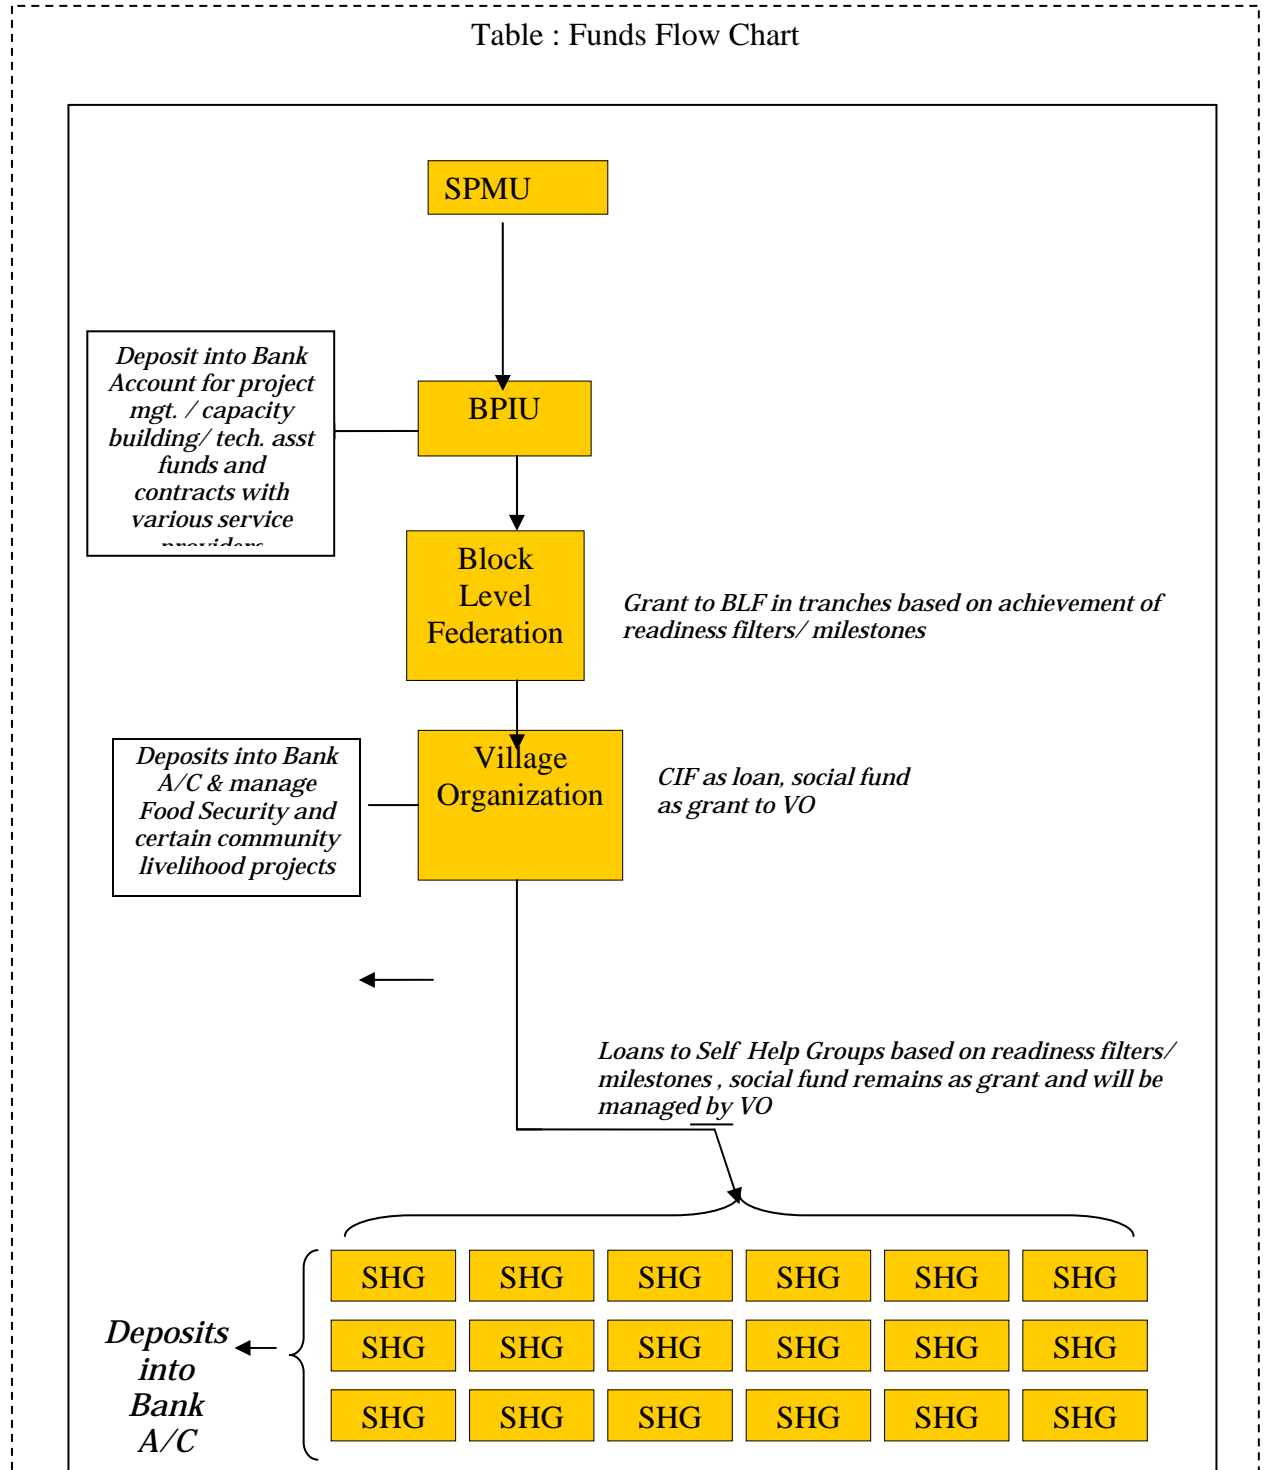 Table : Funds Flow Chart
SPMU
Deposit into Bank
Account for project
mgt. / capacity
building/ tech. asst
funds and
contracts with
various service
BPIU
Block
Level
Federation
Grant to BLF in tranches based on achievement of
readiness filters/ milestones
Deposits into Bank
A/C & manage
Food Security and
certain community
livelihood projects
Village
Organization
CIF as loan, social fund
as grant to VO
Loans to Self Help Groups based on readiness filters/
milestones , social fund remains as grant and will be
managed by VO
SHG SHG SHG SHG SHG SHG
SHG SHG SHG SHG SHG SHG
SHG SHG SHG SHG SHG SHG
Deposits
into
Bank
A/C